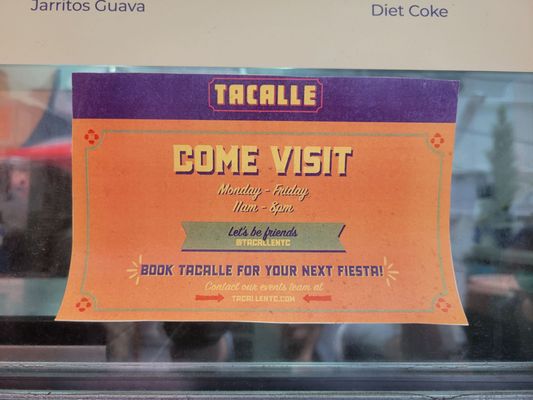 Jarritos Guava
Diet Coke
TACALLE
COME VISIT
Monday - Friday
11am - 8pm
Let's be friends
@TACALLENYC
BOOK TACALLE FOR YOUR NEXT FIESTA!
Contact our events team at
TACALLENYC.COM